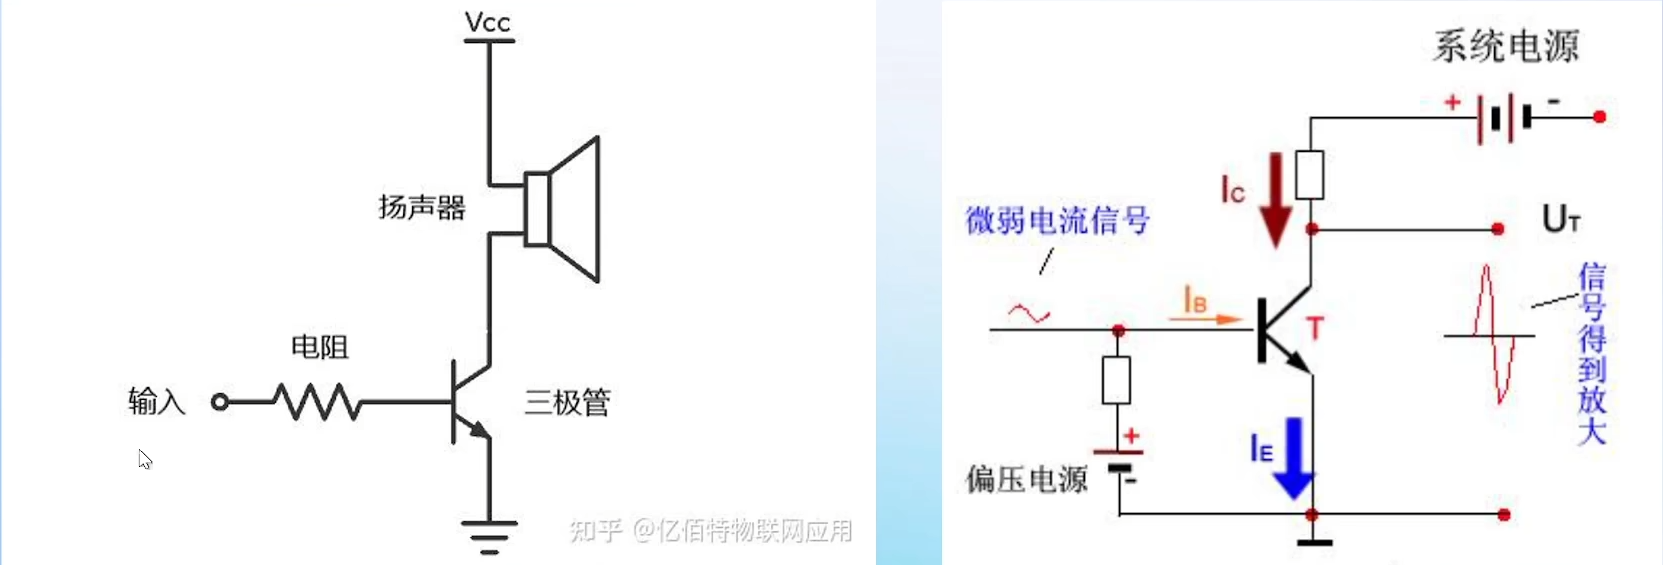 Vcc
扬声器
电阻
输入
三极管
知乎 @亿佰特物联网应用
系统电源
+
-
IC
UT
微弱电流信号
IB
T
信号得到放大
IE
+
偏压电源
-